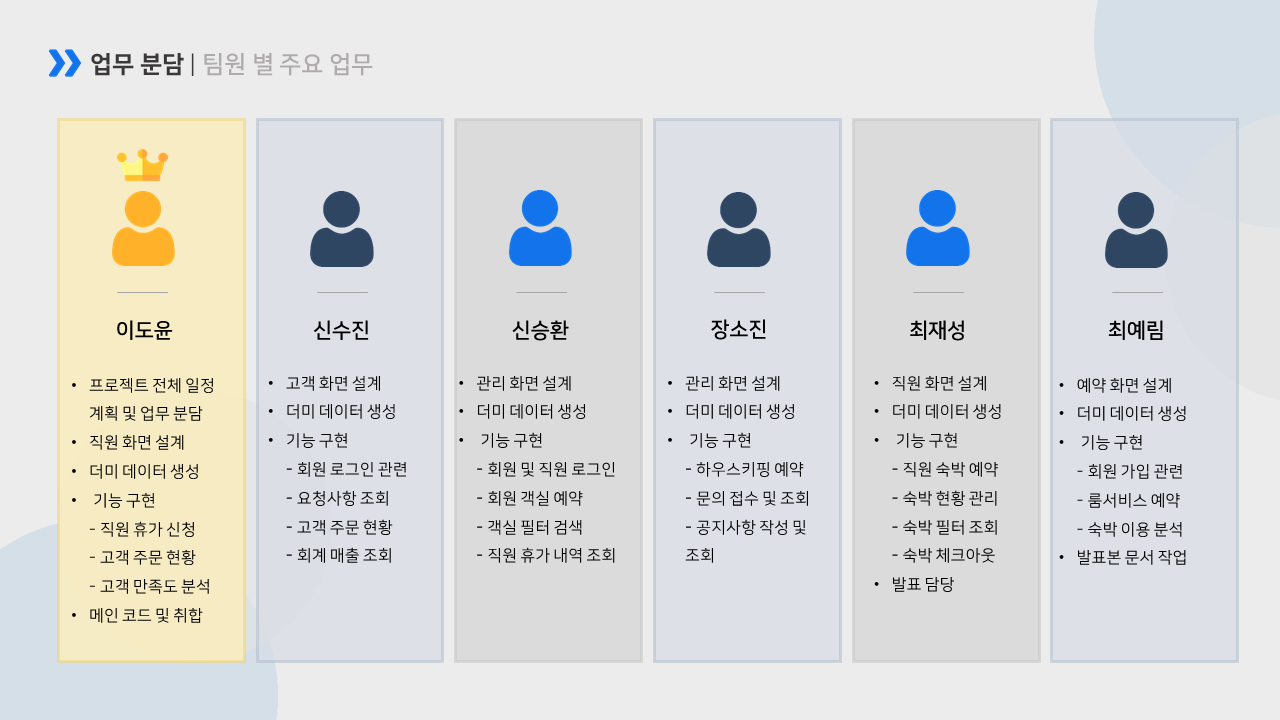 업무 분담 | 팀원 별 주요 업무
이도윤
• 프로젝트 전체 일정
계획 및 업무 분담
• 직원 화면 설계
• 더미 데이터 생성
• 기능 구현
- 직원 휴가 신청
- 고객 주문 현황
- 고객 만족도 분석
• 메인 코드 및 취합
신수진
• 고객 화면 설계
• 더미 데이터 생성
• 기능 구현
- 회원 로그인 관련
- 요청사항 조회
- 고객 주문 현황
- 회계 매출 조회
신승환
• 관리 화면 설계
• 더미 데이터 생성
• 기능 구현
- 회원 및 직원 로그인
- 회원 객실 예약
- 객실 필터 검색
- 직원 휴가 내역 조회
장소진
• 관리 화면 설계
• 더미 데이터 생성
• 기능 구현
- 하우스키핑 예약
- 문의 접수 및 조회
- 공지사항 작성 및
조회
최재성
• 직원 화면 설계
• 더미 데이터 생성
• 기능 구현
- 직원 숙박 예약
- 숙박 현황 관리
- 숙박 필터 조회
- 숙박 체크아웃
• 발표 담당
최예림
• 예약 화면 설계
• 더미 데이터 생성
• 기능 구현
- 회원 가입 관련
- 룸서비스 예약
- 숙박 이용 분석
• 발표본 문서 작업